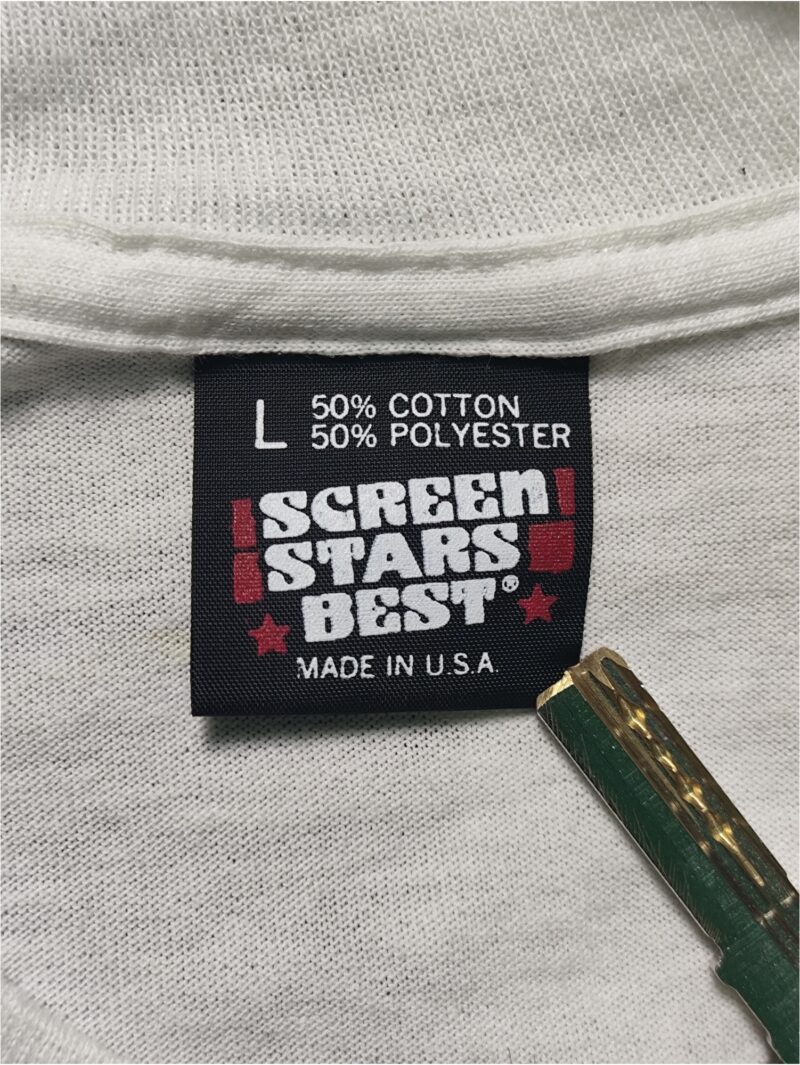 L 50% COTTON
50% POLYESTER
SCREEN
STARS
BEST®
MADE IN U.S.A.